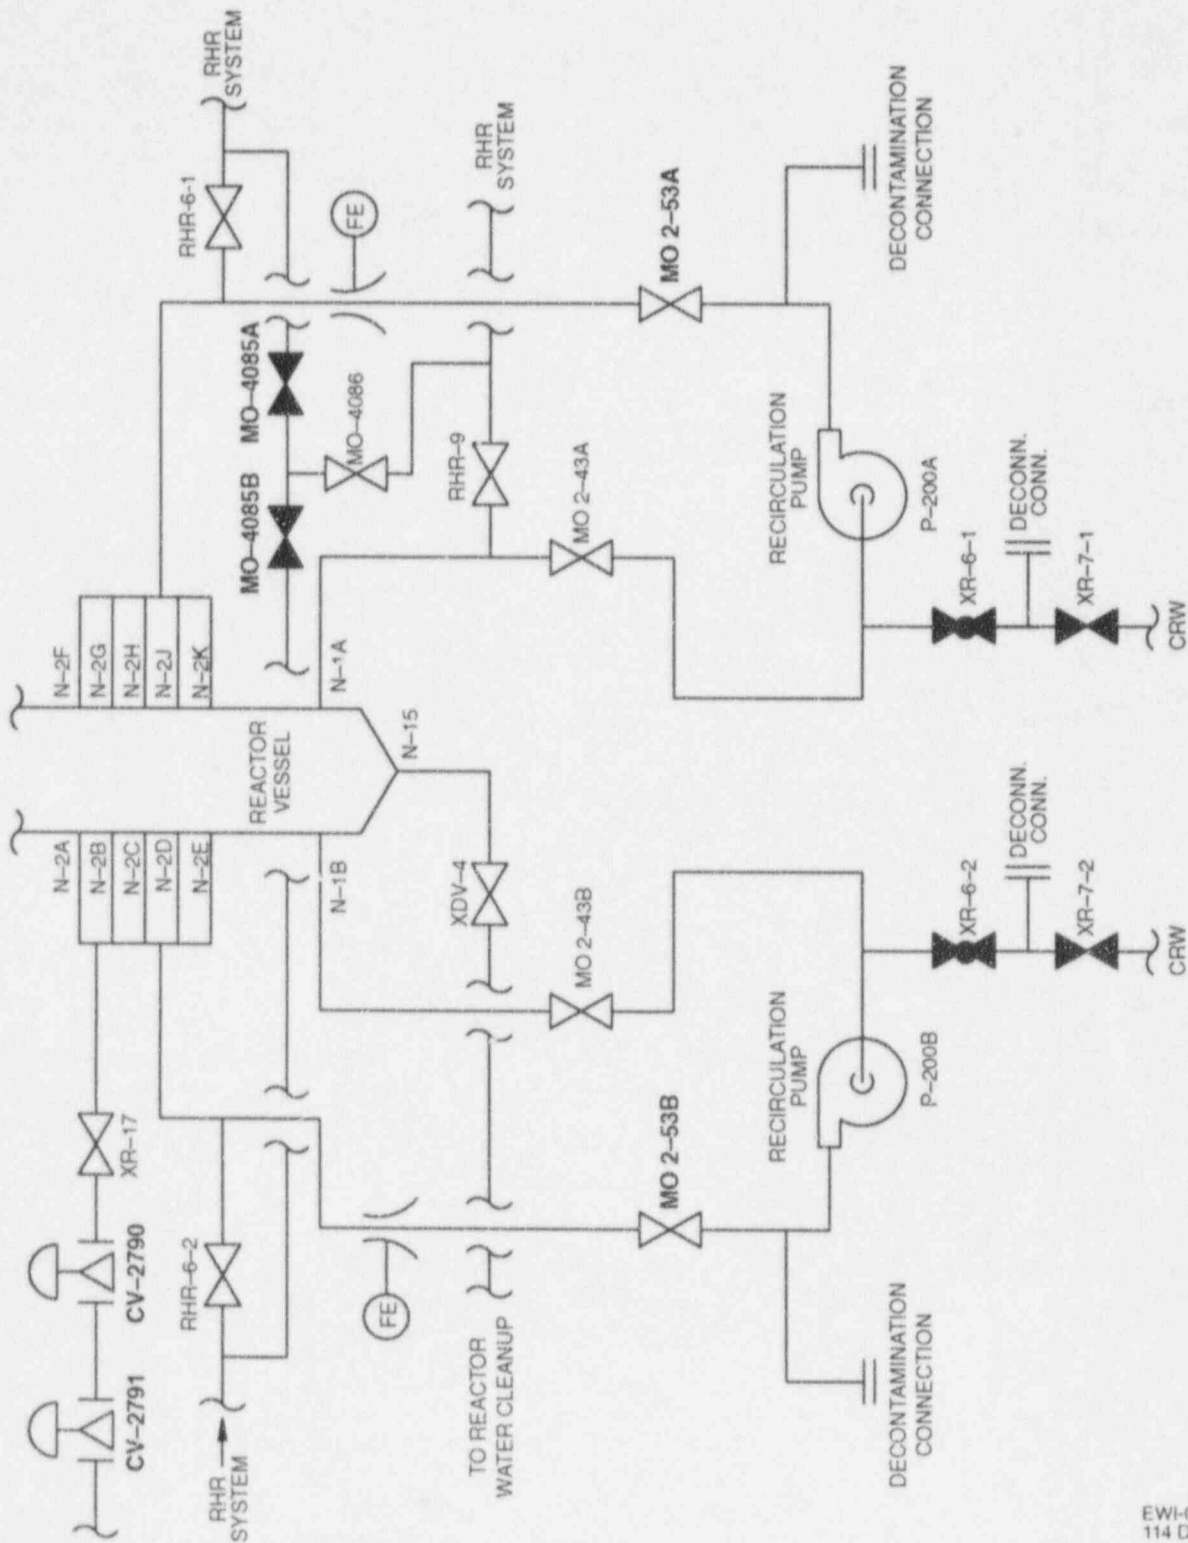 CV-2791
CV-2790
XR-17
N-2A
N-2B
N-2C
N-2D
N-2E
N-2F
N-2G
N-2H
N-2J
N-2K
REACTOR
VESSEL
RHR
SYSTEM
RHR-6-2
RHR-6-1
RHR
SYSTEM
MO-4085B
MO-4085A
MO-4086
N-1B
N-1A
N-15
FE
FE
TO REACTOR
WATER CLEANUP
XDV-4
RHR-9
RHR
SYSTEM
MO 2-43B
MO 2-43A
MO 2-53B
MO 2-53A
RECIRCULATION
PUMP
P-200B
RECIRCULATION
PUMP
P-200A
DECONTAMINATION
CONNECTION
DECONTAMINATION
CONNECTION
XR-6-2
DECONN.
CONN.
XR-7-2
CRW
XR-6-1
DECONN.
CONN.
XR-7-1
CRW
114 D